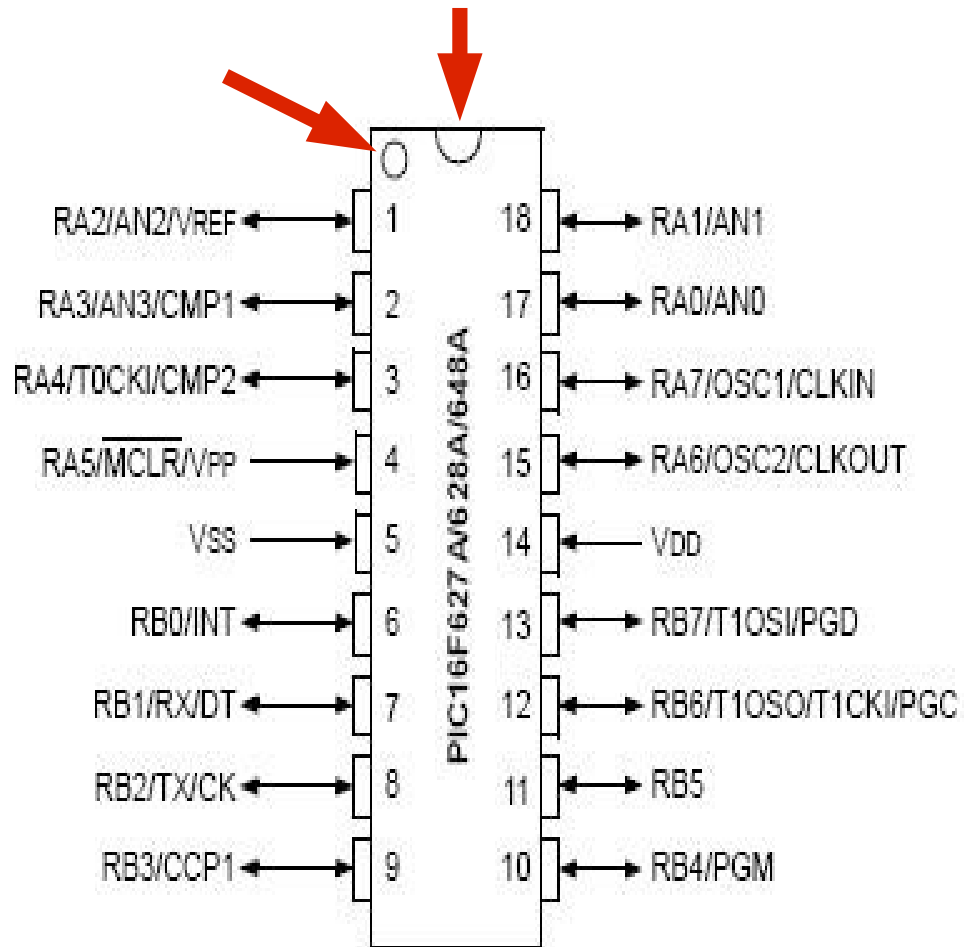 RA2/AN2/VREF 1 18 RA1/AN1
RA3/AN3/CMP1 2 17 RA0/AN0
RA4/T0CKI/CMP2 3 16 RA7/OSC1/CLKIN
RA5/MCLR/VPP 4 15 RA6/OSC2/CLKOUT
VSS 5 14 VDD
RB0/INT 6 13 RB7/T1OSI/PGD
RB1/RX/DT 7 12 RB6/T1OSO/T1CKI/PGC
RB2/TX/CK 8 11 RB5
RB3/CCP1 9 10 RB4/PGM
PIC16F627A/628A/648A